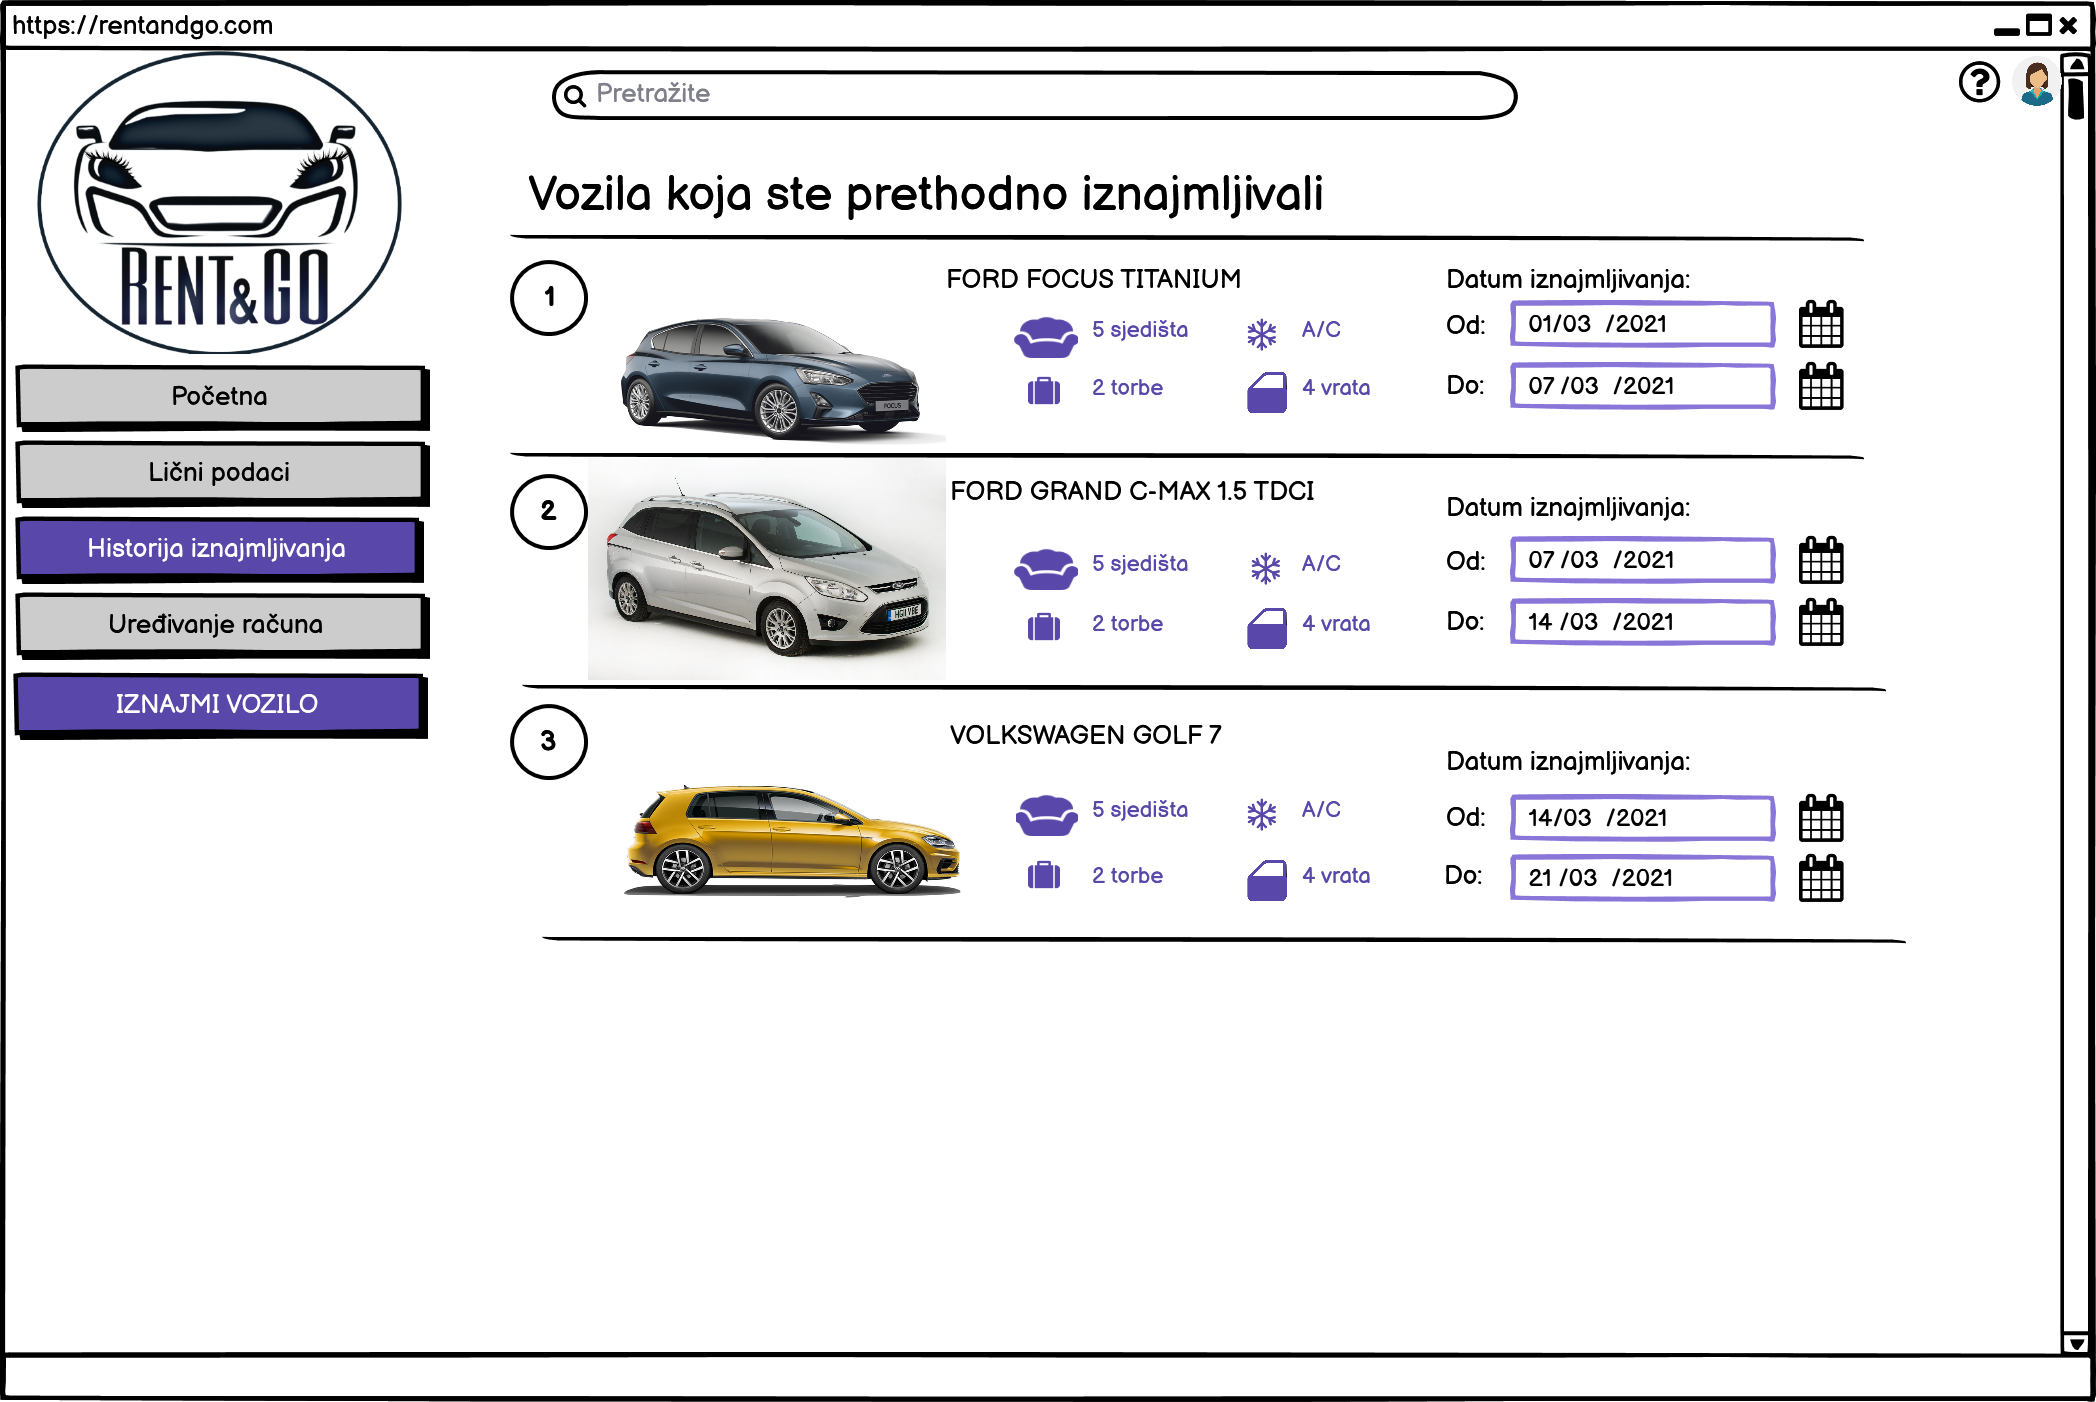 https://rentandgo.com
Pretražite
RENT&GO
Početna
Lični podaci
Historija iznajmljivanja
Uređivanje računa
IZNAJMI VOZILO
Vozila koja ste prethodno iznajmljivali
1
FORD FOCUS TITANIUM
5 sjedišta
A/C
2 torbe
4 vrata
FOCUS
Datum iznajmljivanja:
Od: 01/03 /2021
Do: 07 /03 /2021
2
FORD GRAND C-MAX 1.5 TDCI
5 sjedišta
A/C
2 torbe
4 vrata
Datum iznajmljivanja:
Od: 07 /03 /2021
Do: 14 /03 /2021
3
VOLKSWAGEN GOLF 7
5 sjedišta
A/C
2 torbe
4 vrata
Datum iznajmljivanja:
Od: 14/03 /2021
Do: 21 /03 /2021